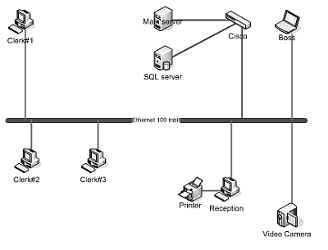 Clerk#1
Mail server
Cisco
Boss
SQL server
Ethernet 100 mbit
Clerk#2
Clerk#3
Printer
Reception
Video Camera